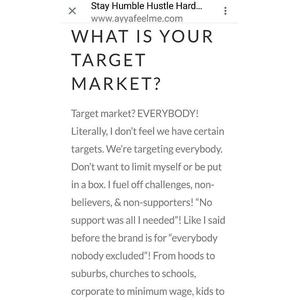 Stay Humble Hustle Hard...
www.ayyafeelme.com
WHAT IS YOUR
TARGET
MARKET?
Target market? EVERYBODY!
Literally, I don't feel we have certain
targets. We're targeting everybody.
Don't want to limit myself or be put
in a box. I fuel off challenges, non-
believers, & non-supporters! "No
support was all I needed"! Like I said
before the brand is for "everybody
nobody excluded"! From hoods to
suburbs, churches to schools,
corporate to minimum wage, kids to